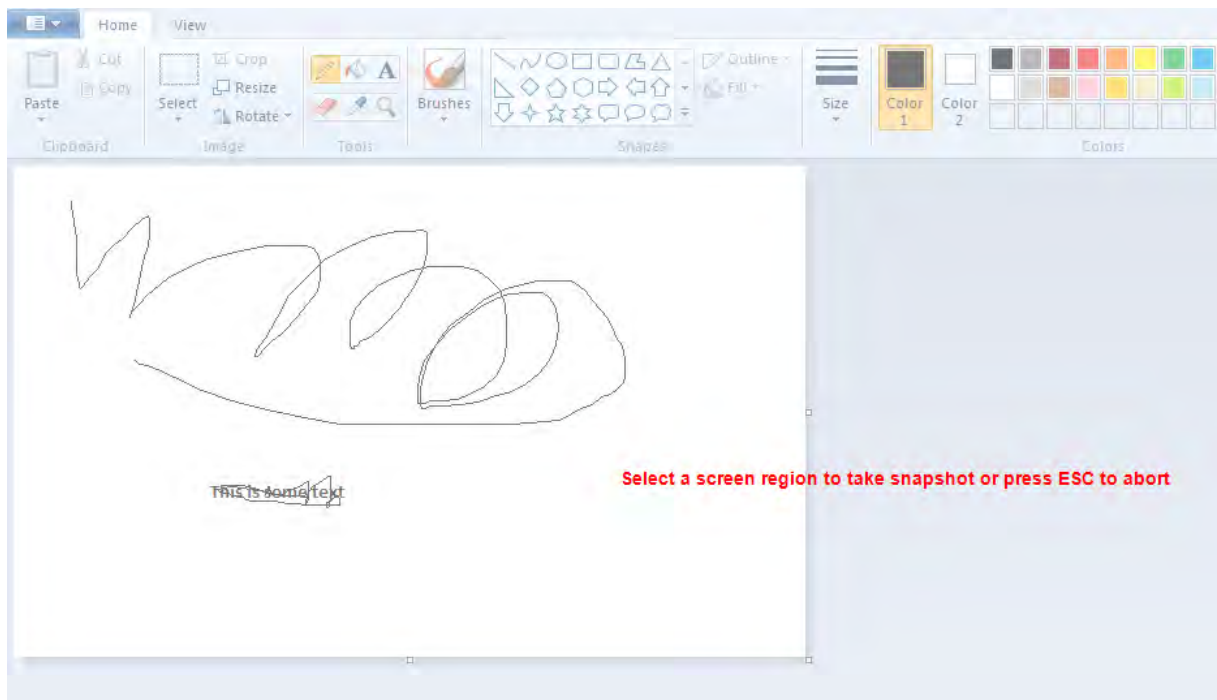 Home View
Paste
Cut
Copy
Clipboard
Select
Crop
Resize
Rotate
Image
A
Tools
Brushes
Outline
Fill
Shapes
Size
Color 1
Color 2
Colors
This is some text
Select a screen region to take snapshot or press ESC to abort